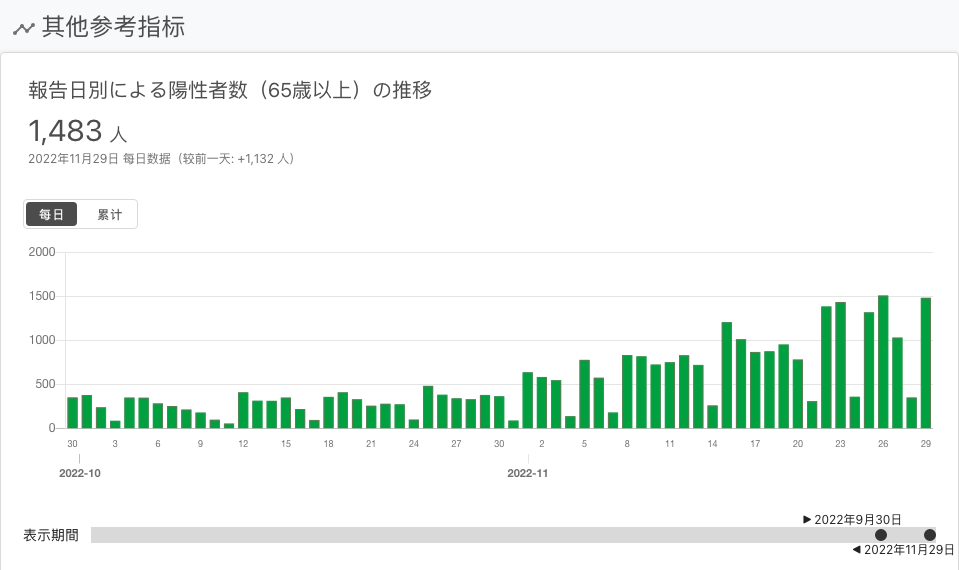 其他参考指标
報告日別による陽性者数（65歳以上）の推移
1,483 人
2022年11月29日 每日数据（较前一天: +1,132 人）
每日 累计
2000
1500
1000
500
0
30 3 6 9 12 15 18 21 24 27 30 2 5 8 11 14 17 20 23 26 29
2022-10 2022-11
▶ 2022年9月30日
表示期間
◀ 2022年11月29日